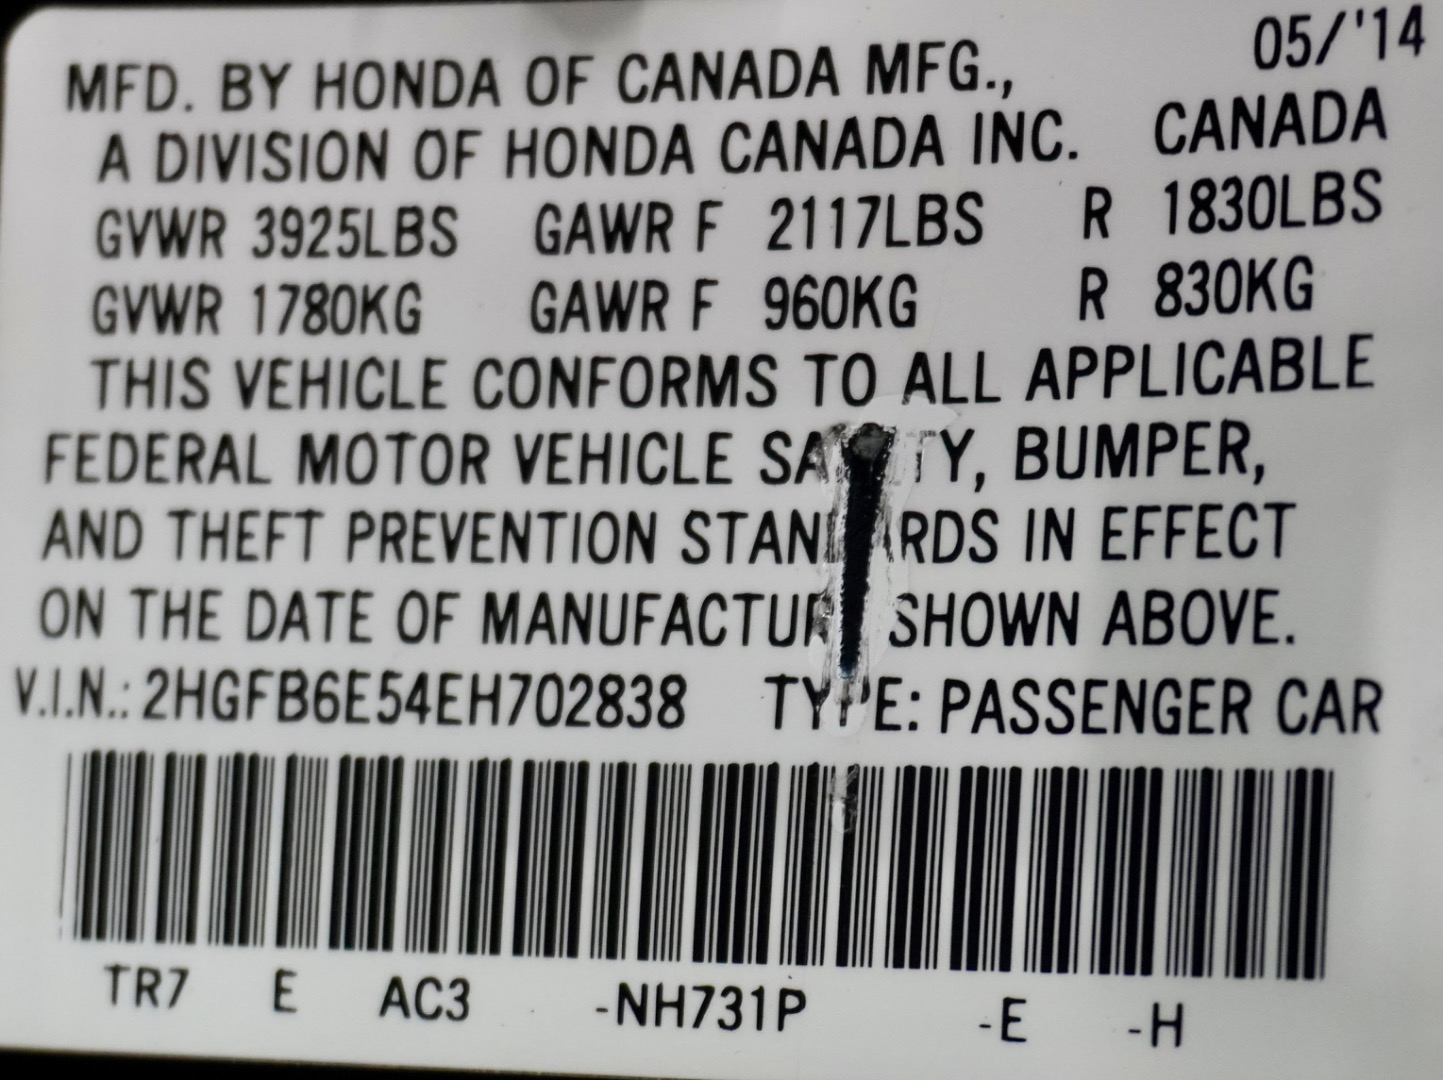 05/'14
MFD. BY HONDA OF CANADA MFG.,
A DIVISION OF HONDA CANADA INC. CANADA
GVWR 3925LBS GAWR F 2117LBS R 1830LBS
GVWR 1780KG GAWR F 960KG R 830KG
THIS VEHICLE CONFORMS TO ALL APPLICABLE
FEDERAL MOTOR VEHICLE BUMPER,
AND THEFT PREVENTION IN EFFECT
ON THE DATE OF SHOWN ABOVE.
V.I.N.: 2HGFB6E54EH702838 TYPE: PASSENGER CAR
TR7 E AC3 -NH731P -E -H